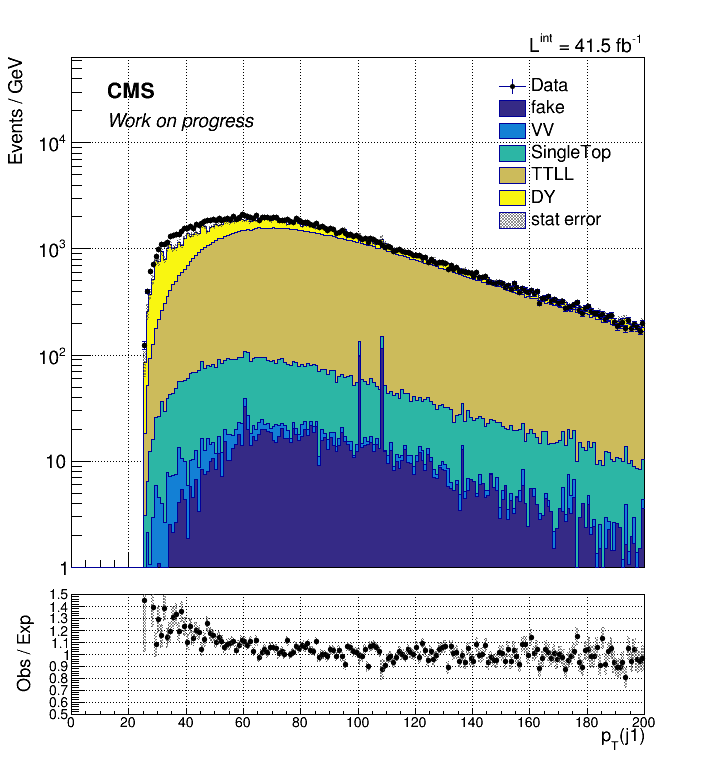 L^int = 41.5 fb^-1
Events / GeV
CMS
Work on progress
Data
fake
VV
SingleTop
TTLL
DY
stat error
10^4
10^3
10^2
10
1
Obs / Exp
1.5
1.4
1.3
1.2
1.1
1
0.9
0.8
0.7
0.6
0.5
0 20 40 60 80 100 120 140 160 180 200
p_T(j1)